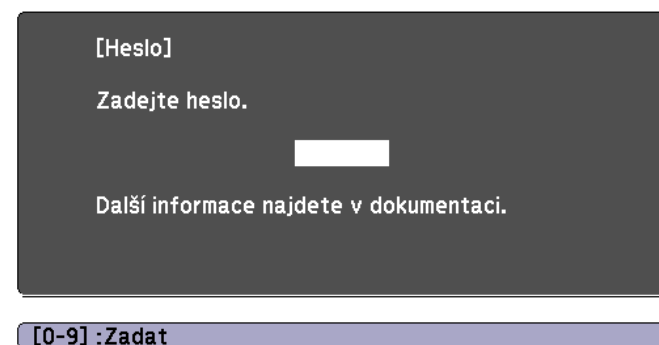 [Heslo]
Zadejte heslo.
Další informace najdete v dokumentaci.
[0-9] :Zadat